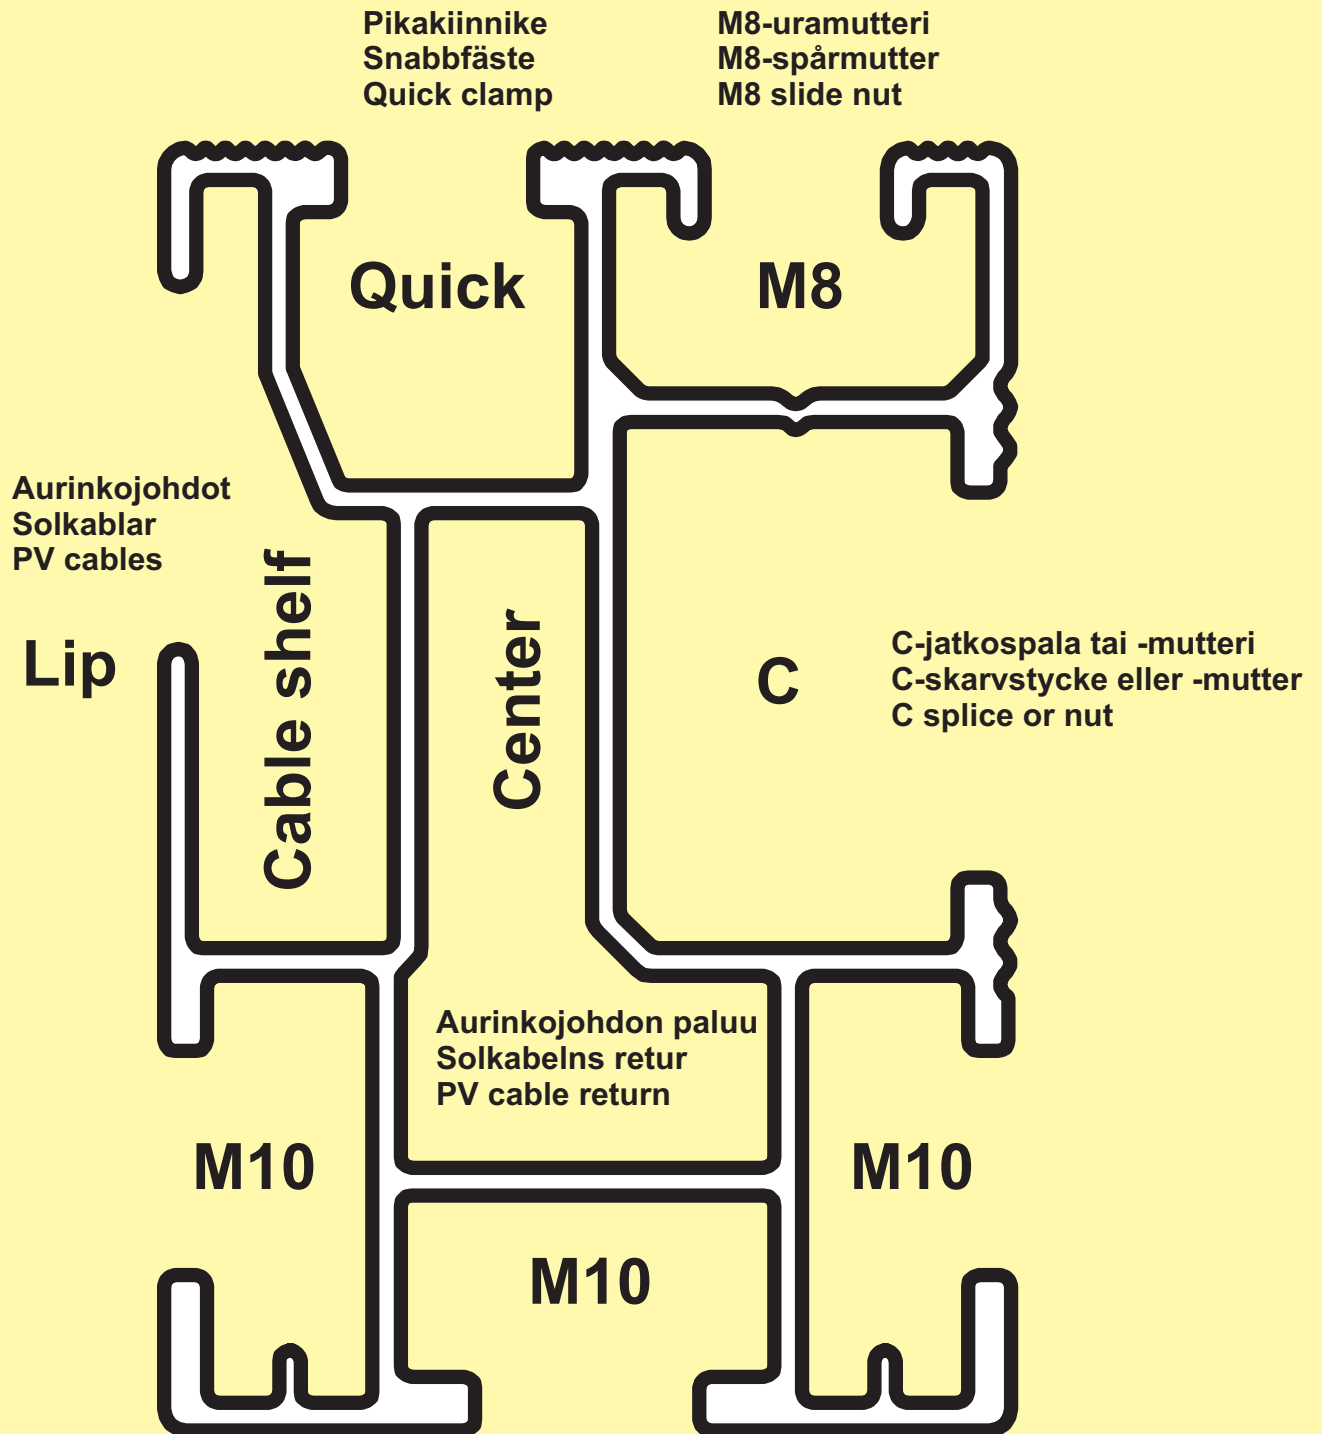 Pikakiinnike
Snabbfäste
Quick clamp
M8-uramutteri
M8-spårmutter
M8 slide nut
Quick
M8
Aurinkojohdot
Solkablar
PV cables
Lip
Cable shelf
Center
C
C-jatkospala tai -mutteri
C-skarvstycke eller -mutter
C splice or nut
Aurinkojohdon paluu
Solkabelns retur
PV cable return
M10
M10
M10